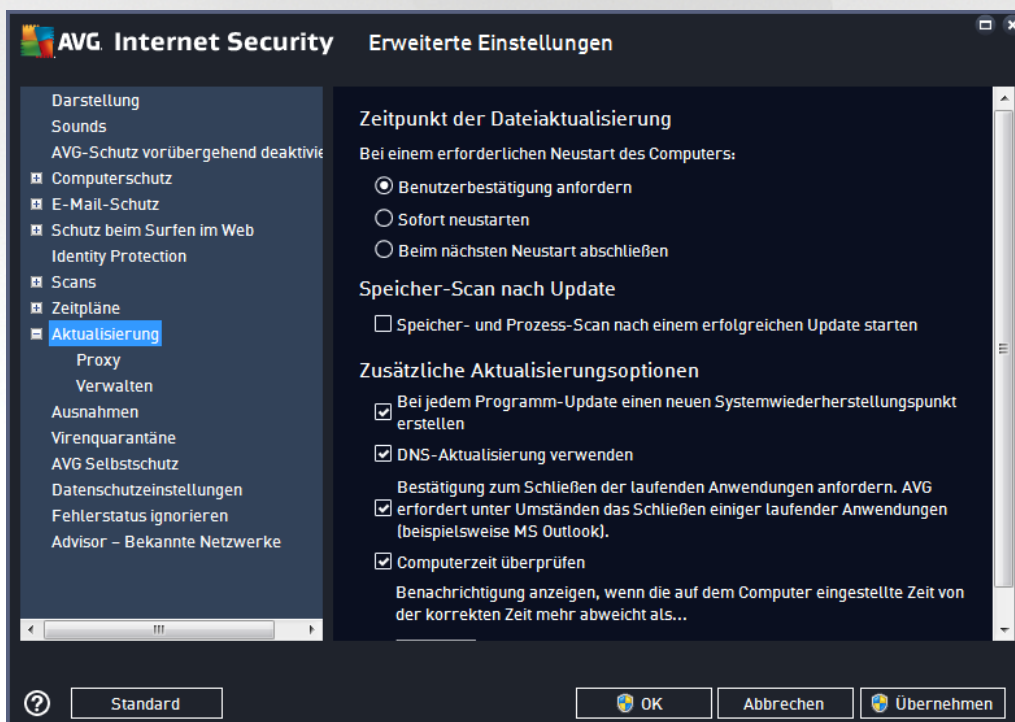 AVG. Internet Security
Erweiterte Einstellungen
Darstellung
Sounds
AVG-Schutz vorübergehend deaktivie
Computerschutz
E-Mail-Schutz
Schutz beim Surfen im Web
Identity Protection
Scans
Zeitpläne
Aktualisierung
Proxy
Verwalten
Ausnahmen
Virenquarantäne
AVG Selbstschutz
Datenschutzeinstellungen
Fehlerstatus ignorieren
Advisor – Bekannte Netzwerke
Zeitpunkt der Dateiaktualisierung
Bei einem erforderlichen Neustart des Computers:
Benutzerbestätigung anfordern
Sofort neustarten
Beim nächsten Neustart abschließen
Speicher-Scan nach Update
Speicher- und Prozess-Scan nach einem erfolgreichen Update starten
Zusätzliche Aktualisierungsoptionen
Bei jedem Programm-Update einen neuen Systemwiederherstellungspunkt
erstellen
DNS-Aktualisierung verwenden
Bestätigung zum Schließen der laufenden Anwendungen anfordern. AVG
erfordert unter Umständen das Schließen einiger laufender Anwendungen
(beispielsweise MS Outlook).
Computerzeit überprüfen
Benachrichtigung anzeigen, wenn die auf dem Computer eingestellte Zeit von
der korrekten Zeit mehr abweicht als...
Standard
OK
Abbrechen
Übernehmen